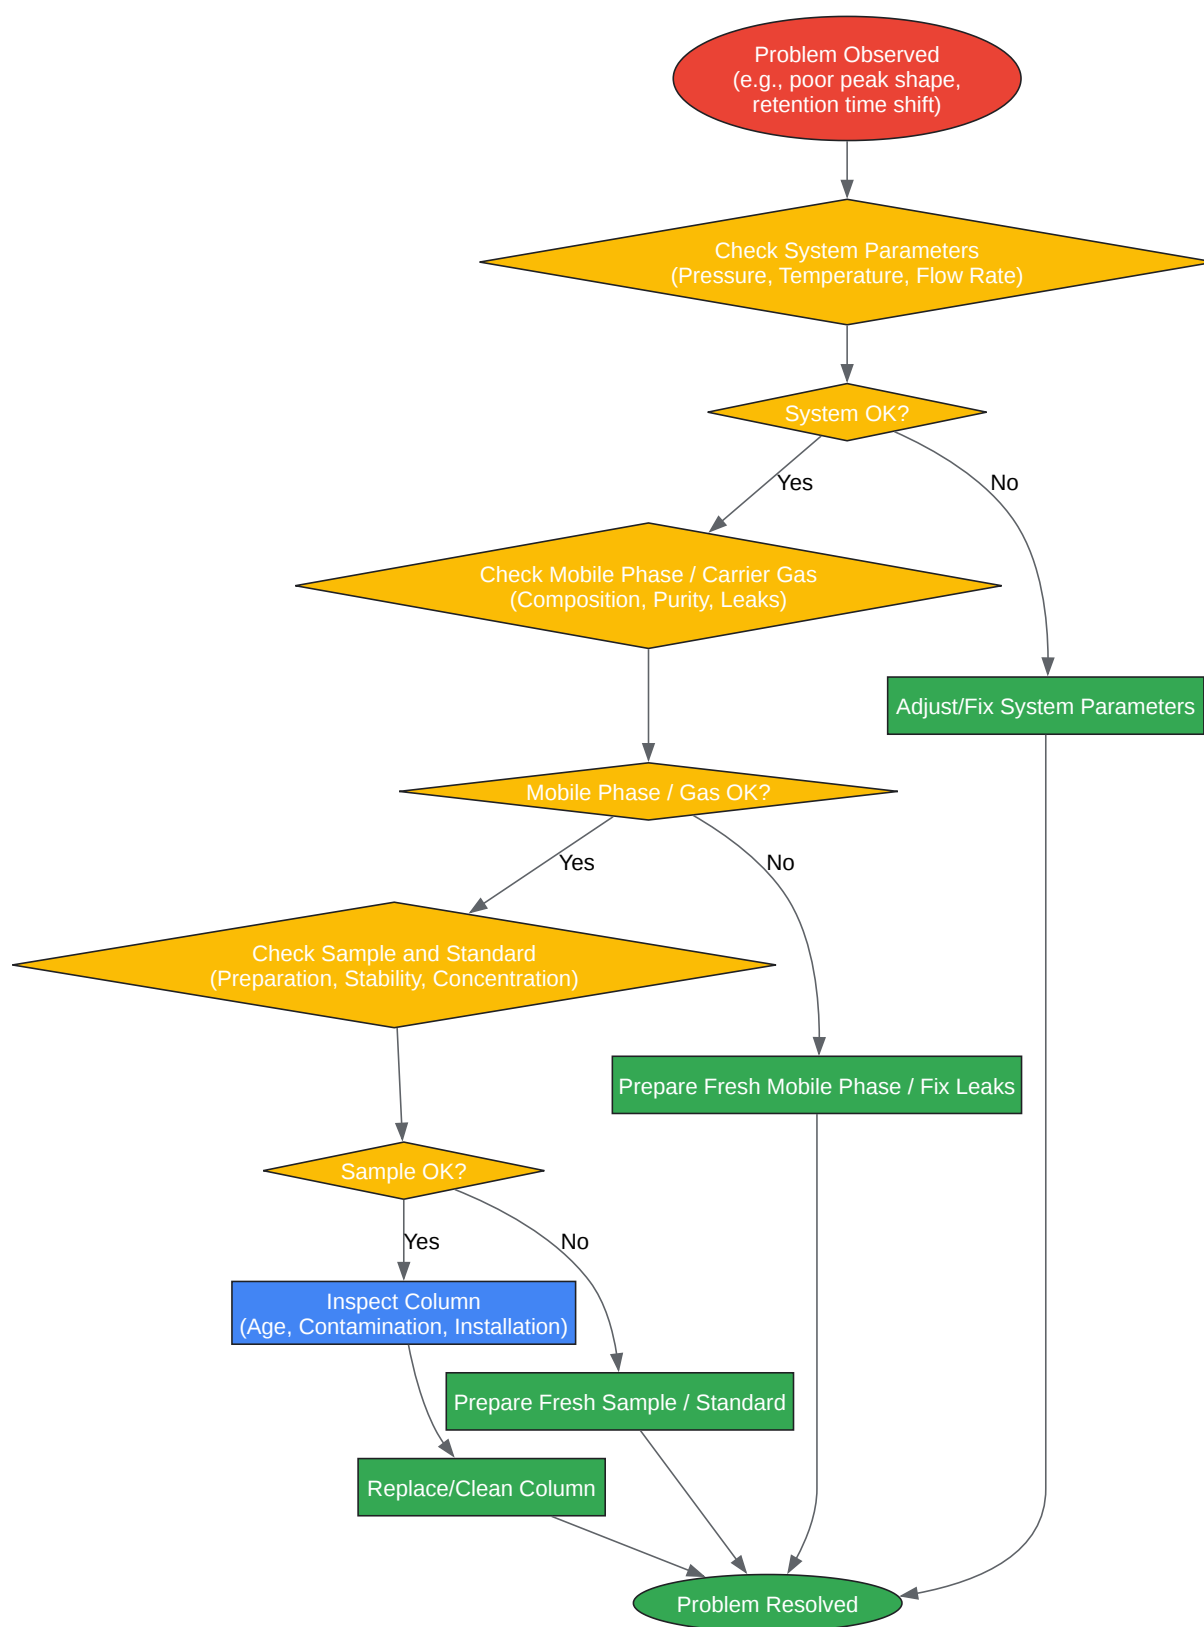 Problem Observed
(e.g., poor peak shape,
retention time shift)
Check System Parameters
(Pressure, Temperature, Flow Rate)
System OK?
Yes
No
Check Mobile Phase / Carrier Gas
(Composition, Purity, Leaks)
Adjust/Fix System Parameters
Mobile Phase / Gas OK?
Yes
No
Check Sample and Standard
(Preparation, Stability, Concentration)
Prepare Fresh Mobile Phase / Fix Leaks
Sample OK?
Yes
No
Inspect Column
(Age, Contamination, Installation)
Prepare Fresh Sample / Standard
Replace/Clean Column
Problem Resolved